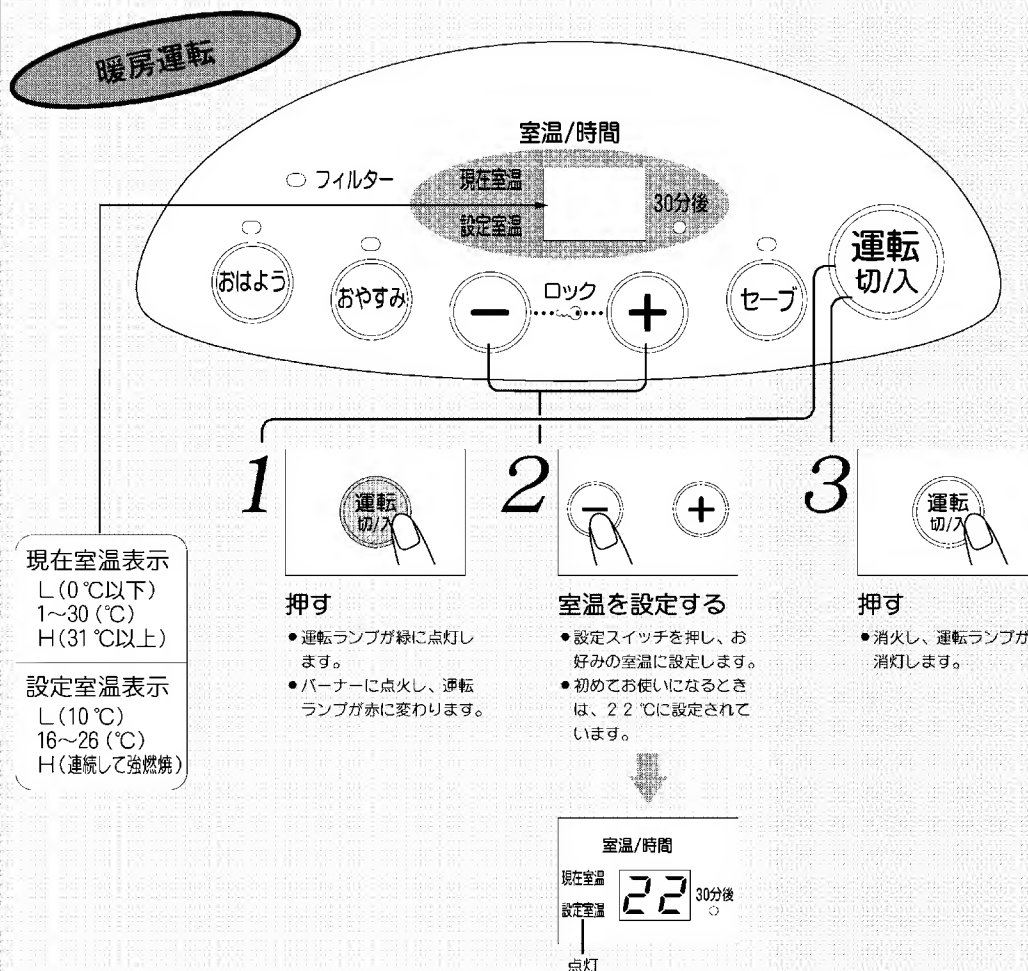 暖房運転
室温/時間
フィルター
現在室温
30分後
設定室温
おはよう
おやすみ
−
ロック
+
セーブ
運転
切/入
1
運転
切/入
押す
●運転ランプが緑に点灯し
ます。
●バーナーに点火し、運転
ランプが赤に変わります。
2
−
+
室温を設定する
●設定スイッチを押し、お
好みの室温に設定します。
●初めてお使いになるとき
は、22℃に設定されて
います。
室温/時間
現在室温
22
30分後
設定室温
点灯
3
運転
切/入
押す
●消火し、運転ランプが
消灯します。
現在室温表示
L(0℃以下)
1〜30(℃)
H(31℃以上)
設定室温表示
L(10℃)
16〜26(℃)
H(連続して強燃焼)